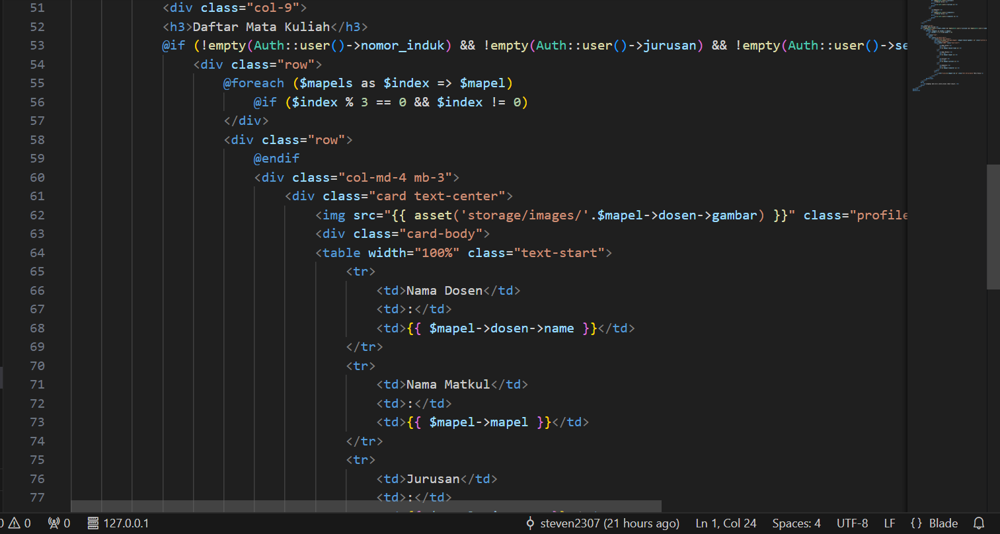 51 <div class="col-9">
52 <h3>Daftar Mata Kuliah</h3>
53 @if (!empty(Auth::user()->nomor_induk) && !empty(Auth::user()->jurusan) && !empty(Auth::user()->se
54 <div class="row">
55 @foreach ($mapels as $index => $mapel)
56 @if ($index % 3 == 0 && $index != 0)
57 </div>
58 <div class="row">
59 @endif
60 <div class="col-md-4 mb-3">
61 <div class="card text-center">
62 <img src="{{ asset('storage/images/'.$mapel->dosen->gambar) }}" class="profile
63 <div class="card-body">
64 <table width="100%" class="text-start">
65 <tr>
66 <td>Nama Dosen</td>
67 <td>:</td>
68 <td>{{ $mapel->dosen->name }}</td>
69 </tr>
70 <tr>
71 <td>Nama Matkul</td>
72 <td>:</td>
73 <td>{{ $mapel->mapel }}</td>
74 </tr>
75 <tr>
76 <td>Jurusan</td>
77 <td>:</td>
0 0 127.0.0.1 steven2307 (21 hours ago) Ln 1, Col 24 Spaces: 4 UTF-8 LF {} Blade